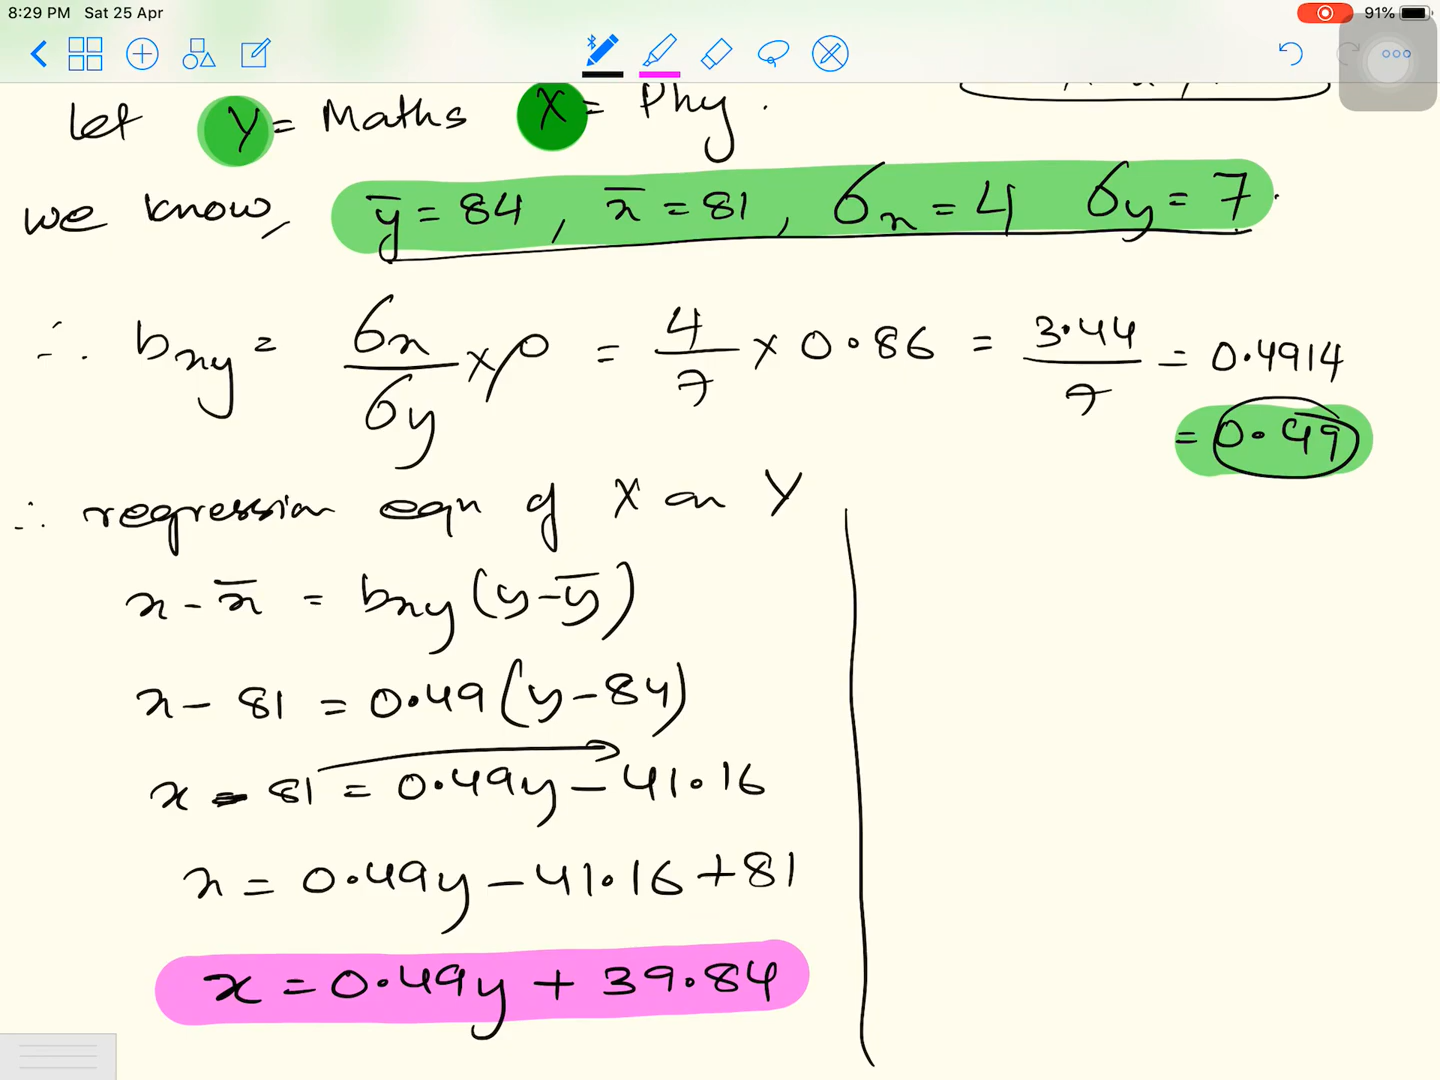 8:29 PM Sat 25 Apr 91%
Let Y = Maths X = Phy.
we know, ȳ = 84, x̄ = 81, σx = 4 σy = 7.
∴ bxy = σx/σy × ρ = 4/7 × 0.86 = 3.44/7 = 0.4914
= 0.49
∴ regression eqn of X on Y
x - x̄ = bxy (y - ȳ)
x - 81 = 0.49 (y - 84)
x - 81 = 0.49y - 41.16
x = 0.49y - 41.16 + 81
x = 0.49y + 39.84